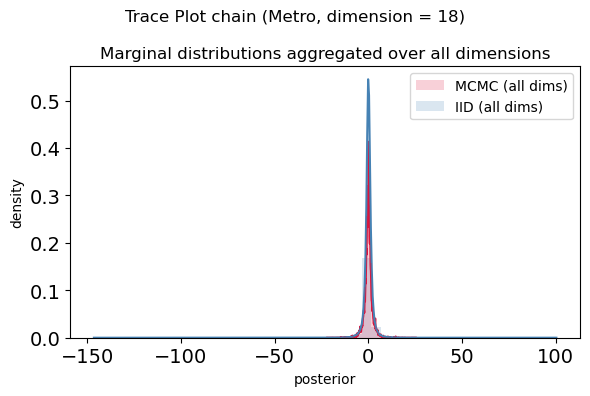 Trace Plot chain (Metro, dimension = 18)
Marginal distributions aggregated over all dimensions
MCMC (all dims)
IID (all dims)
density
0.5
0.4
0.3
0.2
0.1
0.0
−150
−100
−50
0
50
100
posterior